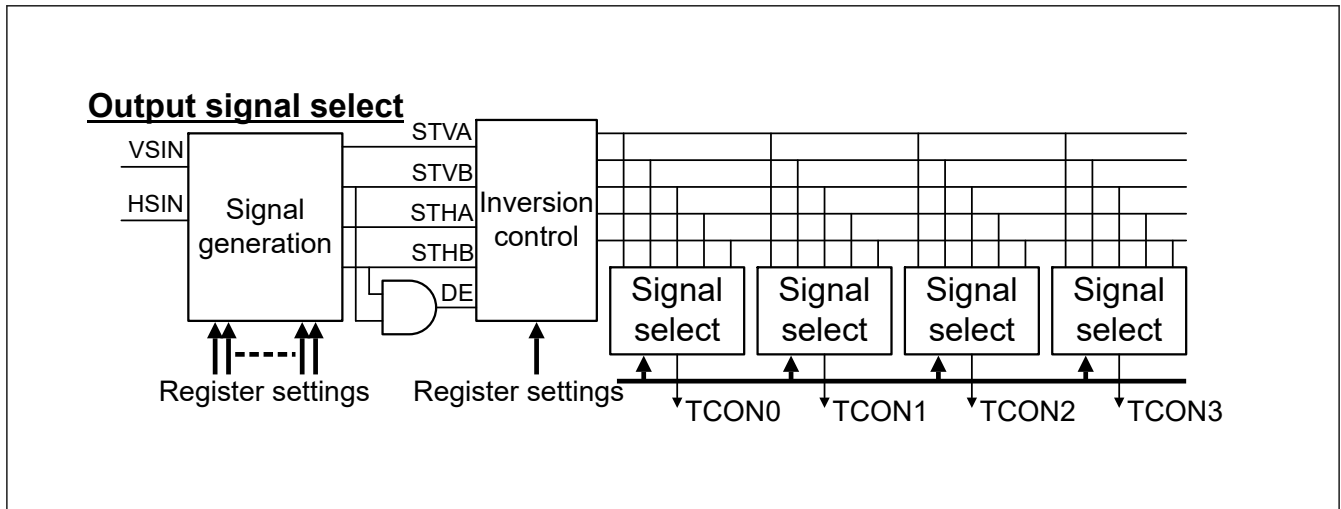 Output signal select
VSIN
HSIN
Signal
generation
STVA
STVB
STHA
STHB
DE
Inversion
control
Signal
select
Signal
select
Signal
select
Signal
select
Register settings
Register settings
TCON0
TCON1
TCON2
TCON3